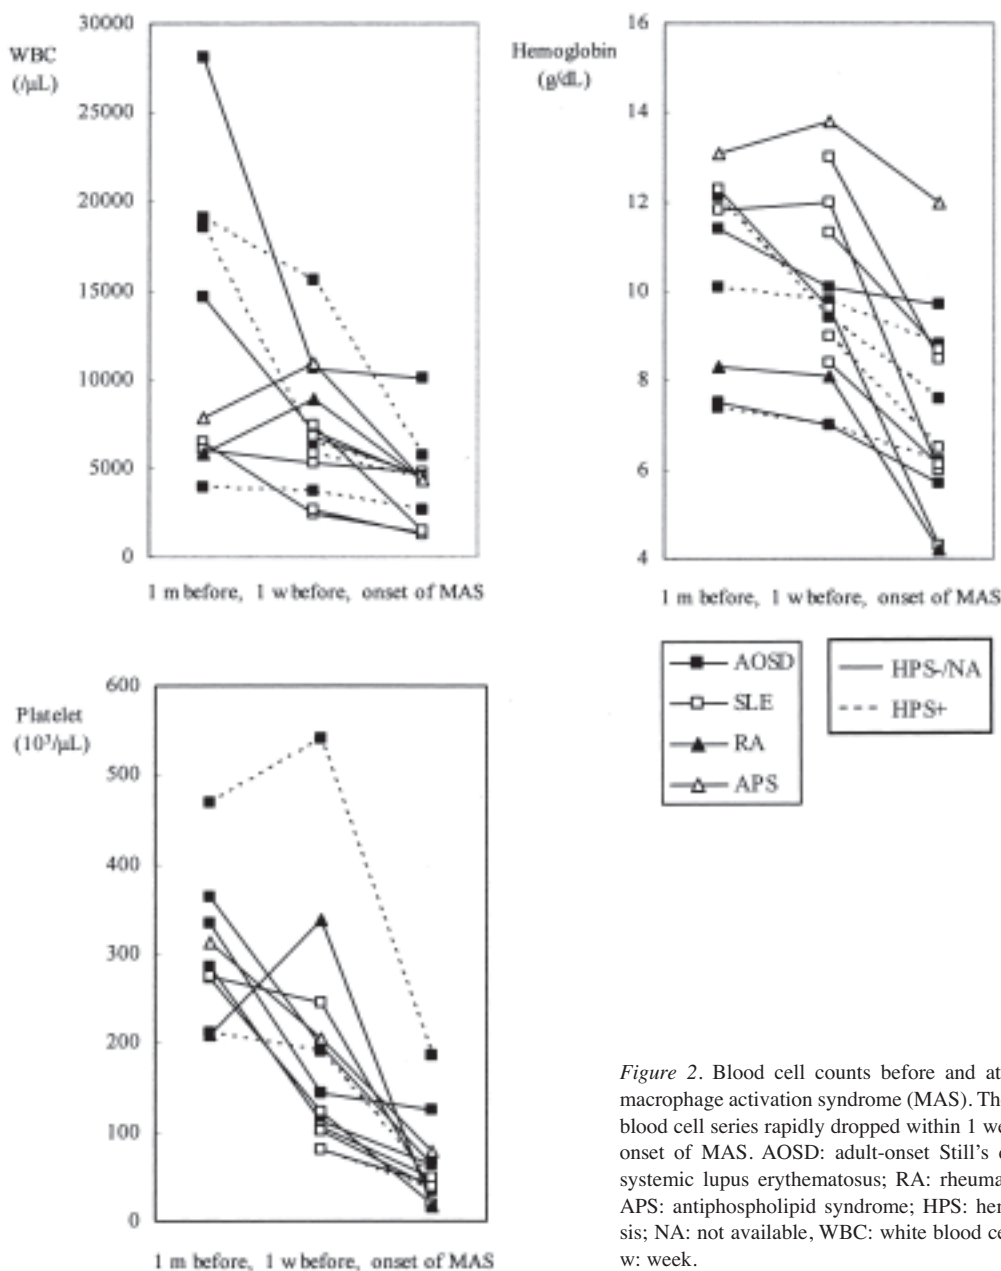 WBC
(/μL)
30000
25000
20000
15000
10000
5000
0
1 m before, 1 w before, onset of MAS
Hemoglobin
(g/dL)
16
14
12
10
8
6
4
1 m before, 1 w before, onset of MAS
AOSD
SLE
RA
APS
HPS-/NA
HPS+
Platelet
(10³/μL)
600
500
400
300
200
100
0
1 m before, 1 w before, onset of MAS
Figure 2. Blood cell counts before and at
macrophage activation syndrome (MAS). The
blood cell series rapidly dropped within 1 we
onset of MAS. AOSD: adult-onset Still’s d
systemic lupus erythematosus; RA: rheuma
APS: antiphospholipid syndrome; HPS: hem
sis; NA: not available, WBC: white blood ce
w: week.